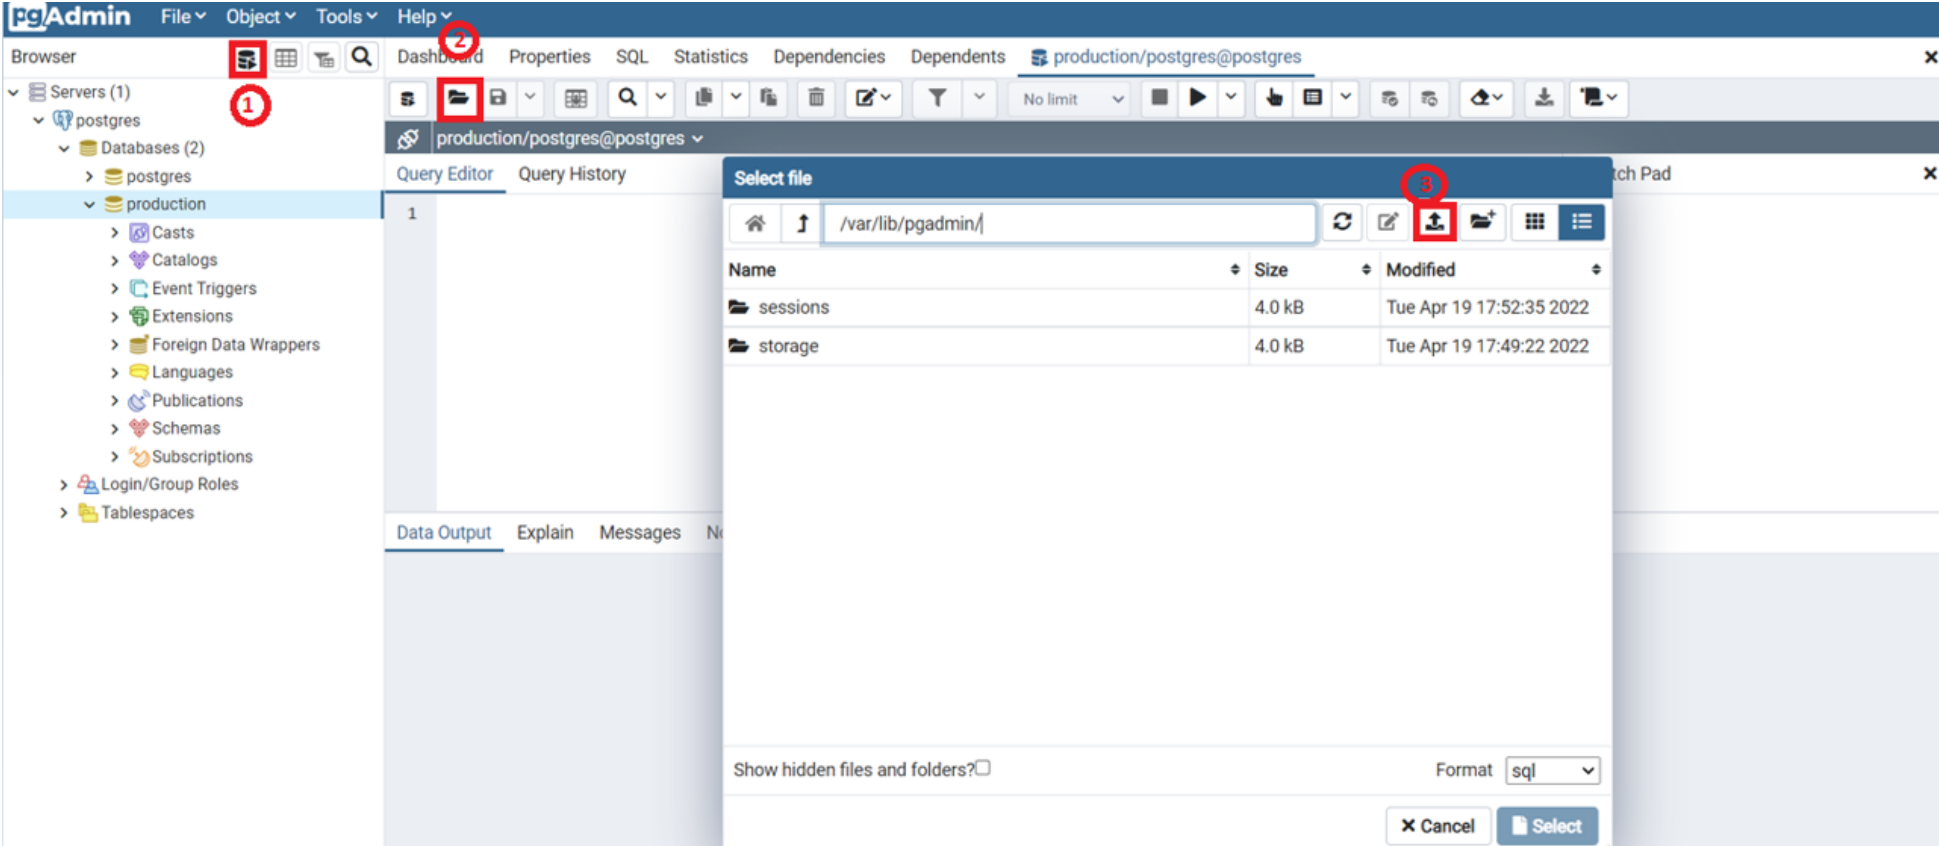 pgAdmin File Object Tools Help
Browser
Servers (1)
postgres
Databases (2)
postgres
production
Casts
Catalogs
Event Triggers
Extensions
Foreign Data Wrappers
Languages
Publications
Schemas
Subscriptions
Login/Group Roles
Tablespaces
1
2
Dashboard Properties SQL Statistics Dependencies Dependents production/postgres@postgres
No limit
production/postgres@postgres
Query Editor Query History
tch Pad
1
Data Output Explain Messages No
Select file
3
/var/lib/pgadmin/
Name Size Modified
sessions 4.0 kB Tue Apr 19 17:52:35 2022
storage 4.0 kB Tue Apr 19 17:49:22 2022
Show hidden files and folders? Format sql
Cancel Select